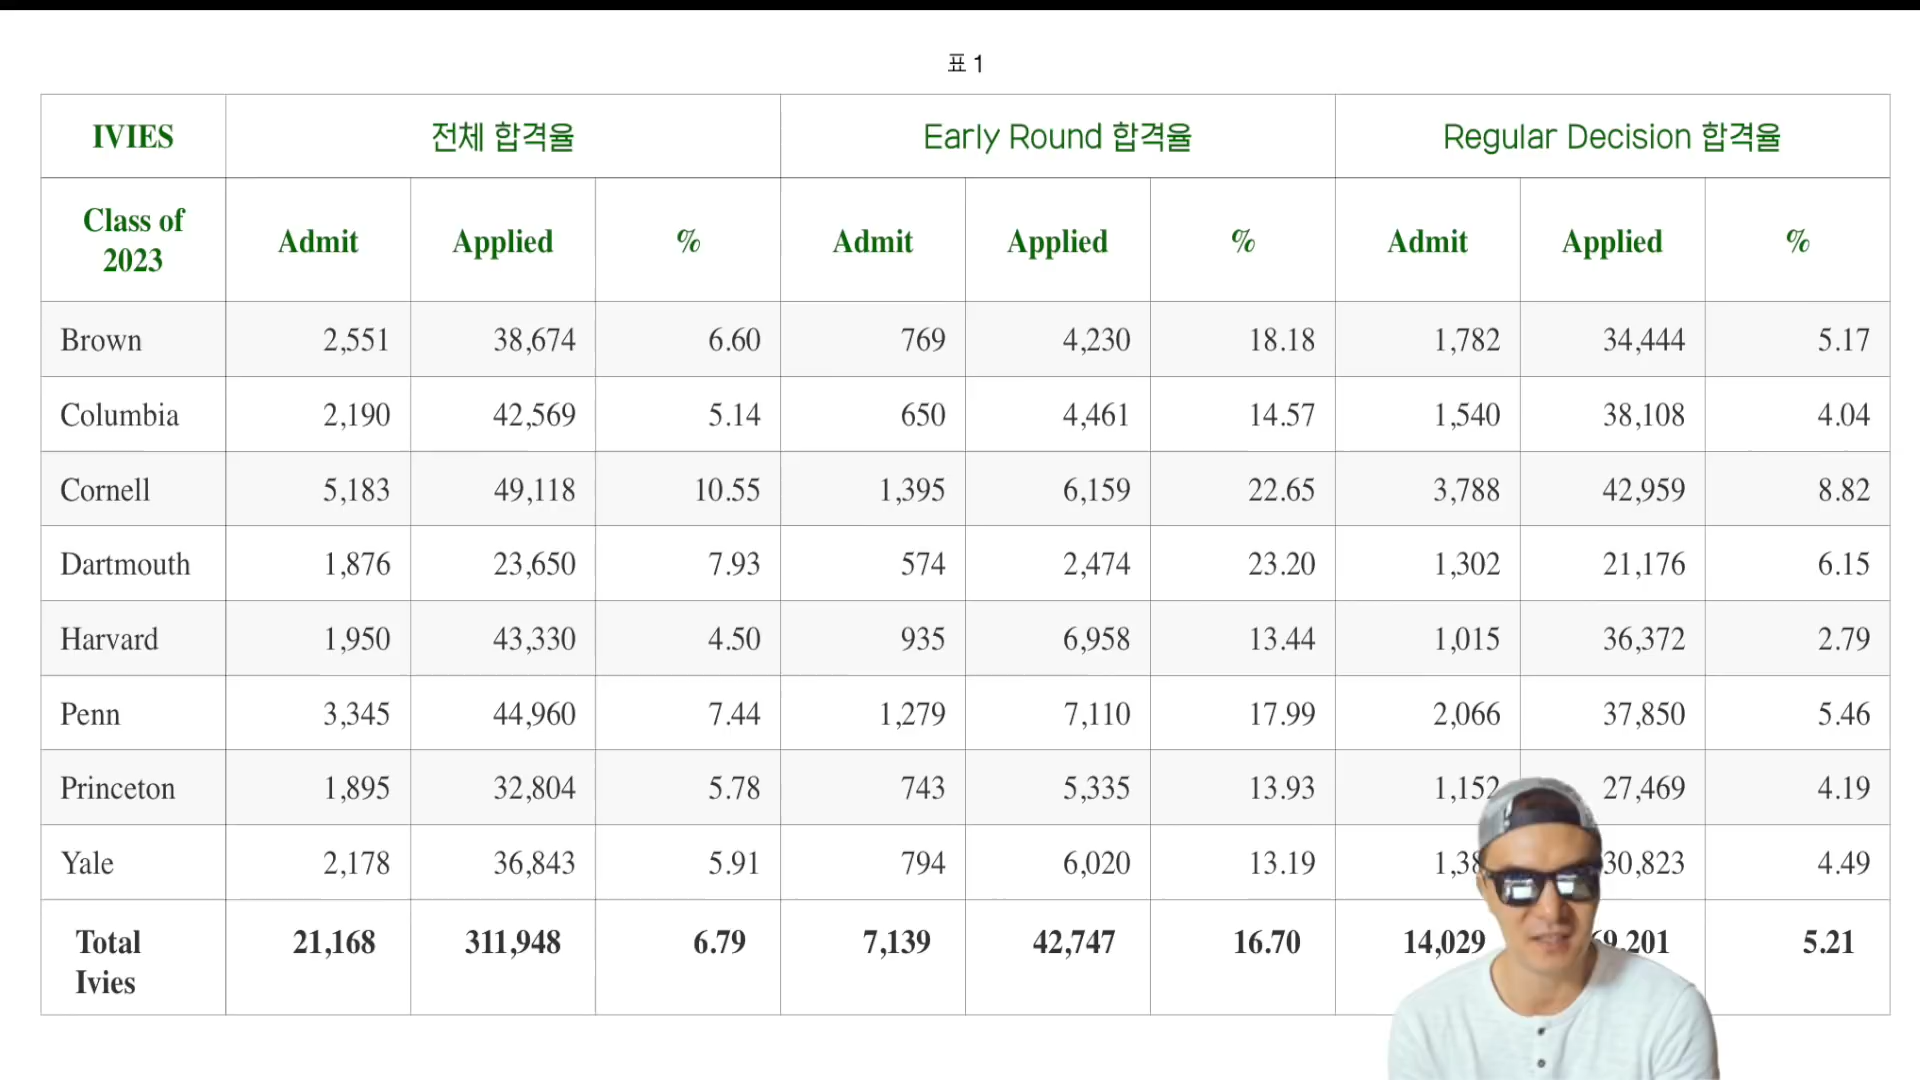 표 1
IVIES 전체 합격율 Early Round 합격율 Regular Decision 합격율
Class of 2023 Admit Applied % Admit Applied % Admit Applied %
Brown 2,551 38,674 6.60 769 4,230 18.18 1,782 34,444 5.17
Columbia 2,190 42,569 5.14 650 4,461 14.57 1,540 38,108 4.04
Cornell 5,183 49,118 10.55 1,395 6,159 22.65 3,788 42,959 8.82
Dartmouth 1,876 23,650 7.93 574 2,474 23.20 1,302 21,176 6.15
Harvard 1,950 43,330 4.50 935 6,958 13.44 1,015 36,372 2.79
Penn 3,345 44,960 7.44 1,279 7,110 17.99 2,066 37,850 5.46
Princeton 1,895 32,804 5.78 743 5,335 13.93 1,152 27,469 4.19
Yale 2,178 36,843 5.91 794 6,020 13.19 30,823 4.49
Total Ivies 21,168 311,948 6.79 7,139 42,747 16.70 14,029 5.21